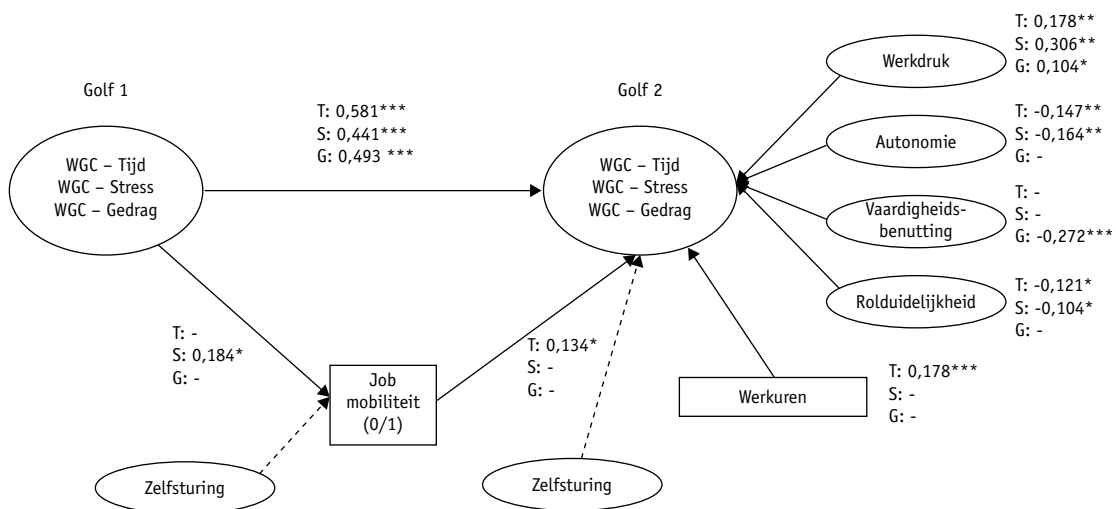 Golf 1
WGC – Tijd
WGC – Stress
WGC – Gedrag
T: 0,581***
S: 0,441***
G: 0,493 ***
Golf 2
WGC – Tijd
WGC – Stress
WGC – Gedrag
Werkdruk
T: 0,178**
S: 0,306**
G: 0,104*
Autonomie
T: -0,147**
S: -0,164**
G: -
Vaardigheids-
benutting
T: -
S: -
G: -0,272***
Rolduidelijkheid
T: -0,121*
S: -0,104*
G: -
T: -
S: 0,184*
G: -
Job
mobiliteit
(0/1)
T: 0,134*
S: -
G: -
Werkuren
T: 0,178***
S: -
G: -
Zelfsturing
Zelfsturing